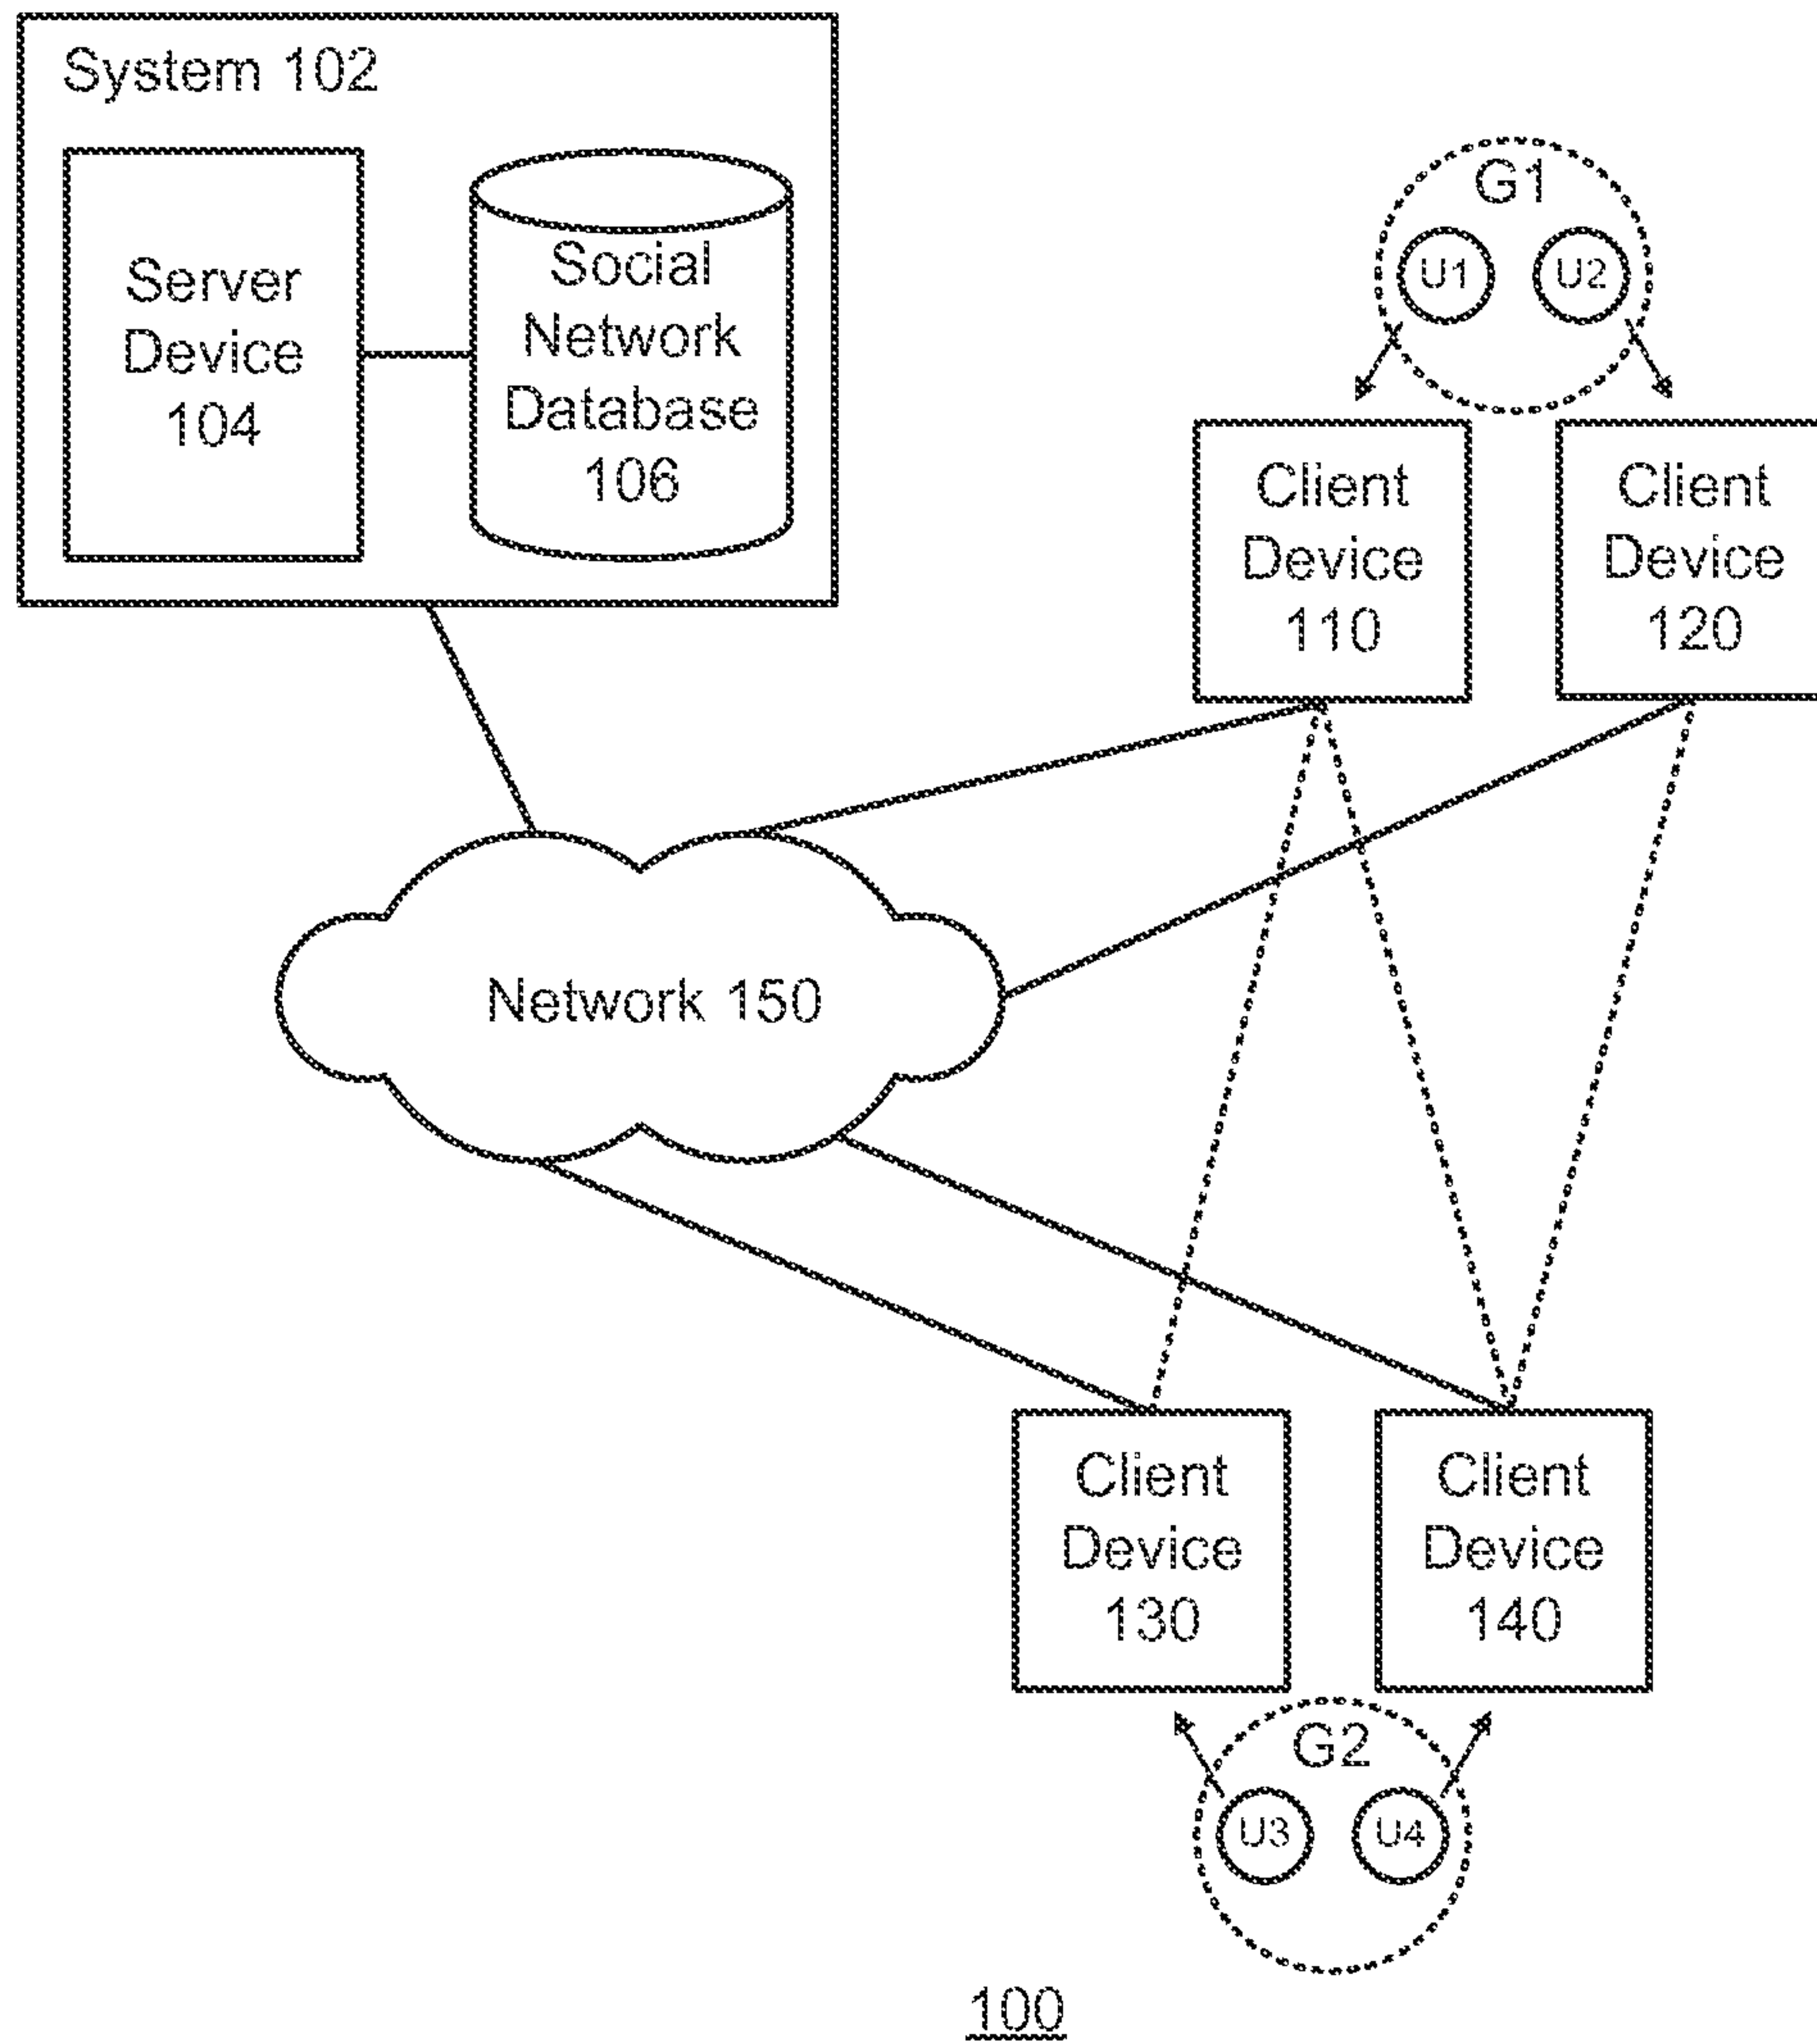 System 102
Server
Device
104
Social
Network
Database
106
G1
U1
U2
Client
Device
110
Client
Device
120
Network 150
Client
Device
130
Client
Device
140
G2
U3
U4
100